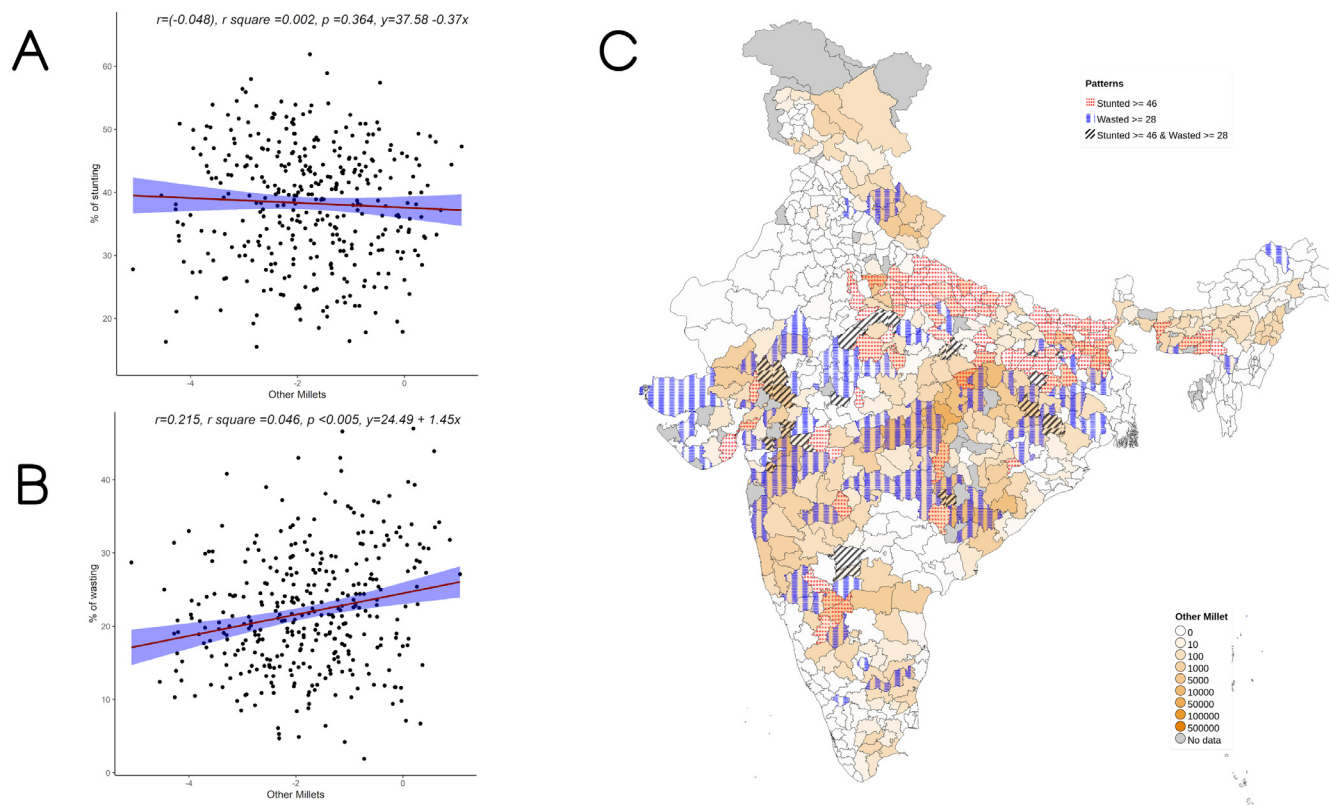 A
r=(-0.048), r square =0.002, p =0.364, y=37.58 -0.37x
% of stunting
60
50
40
30
20
-4
-2
0
Other Millets
B
r=0.215, r square =0.046, p <0.005, y=24.49 + 1.45x
% of wasting
40
30
20
10
0
-4
-2
0
Other Millets
C
Patterns
Stunted >= 46
Wasted >= 28
Stunted >= 46 & Wasted >= 28
Other Millet
0
10
100
1000
5000
10000
50000
100000
500000
No data